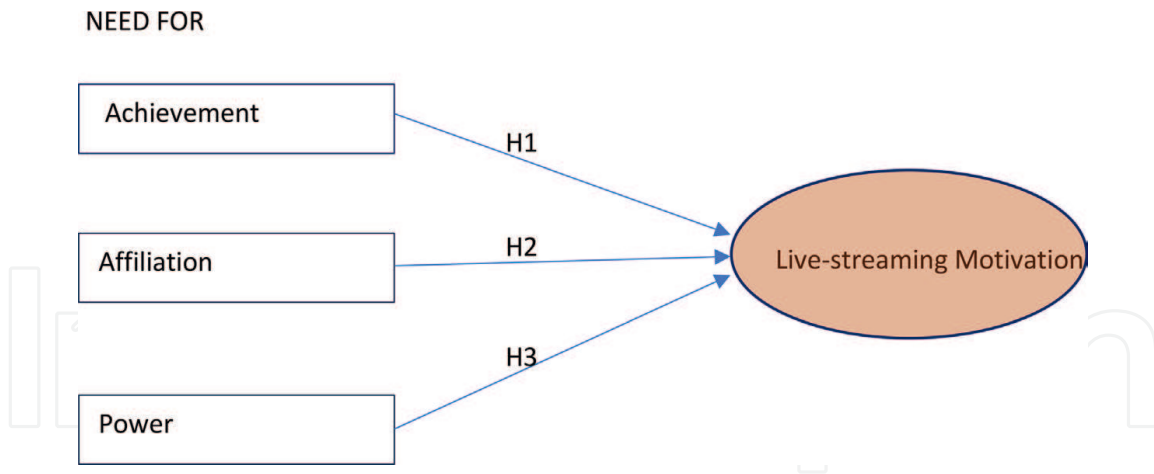 NEED FOR
Achievement
H1
Affiliation
H2
Live-streaming Motivation
H3
Power